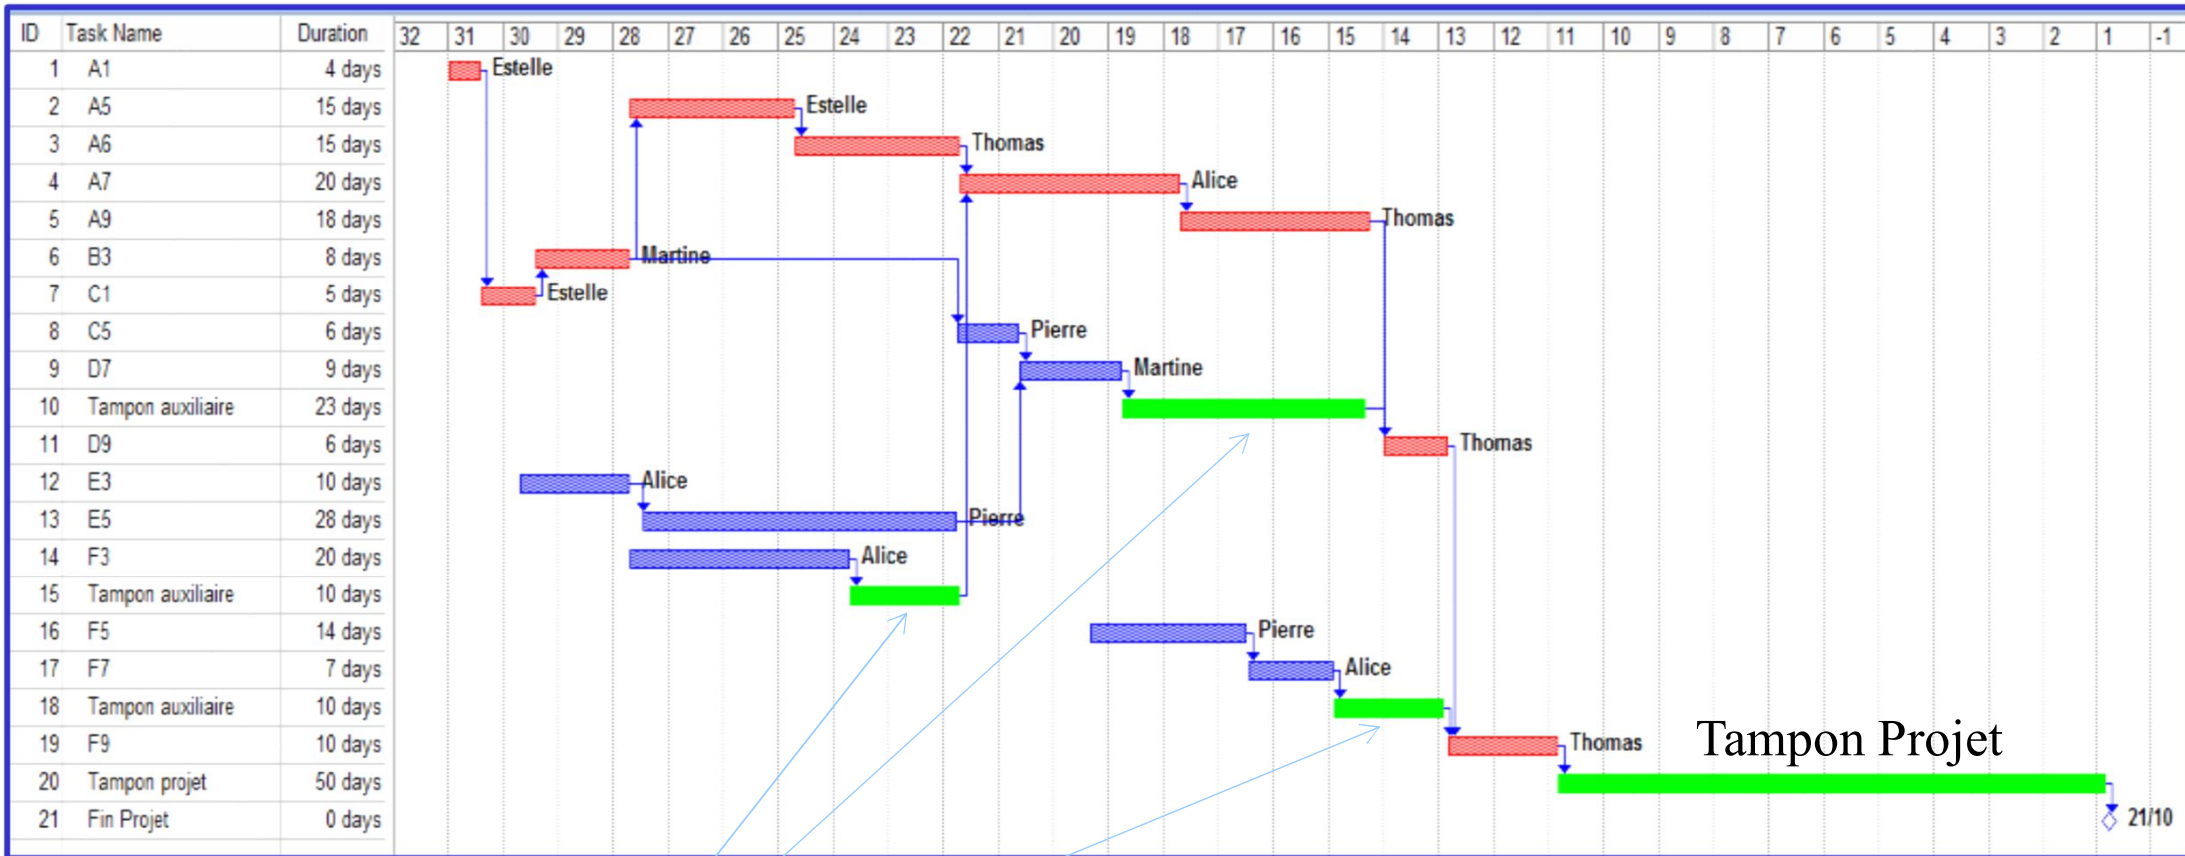 ID Task Name Duration 32 31 30 29 28 27 26 25 24 23 22 21 20 19 18 17 16 15 14 13 12 11 10 9 8 7 6 5 4 3 2 1 -1
1 A1 4 days Estelle
2 A5 15 days Estelle
3 A6 15 days Thomas
4 A7 20 days Alice
5 A9 18 days Thomas
6 B3 8 days Martine
7 C1 5 days Estelle
8 C5 6 days Pierre
9 D7 9 days Martine
10 Tampon auxiliaire 23 days
11 D9 6 days Thomas
12 E3 10 days Alice
13 E5 28 days Pierre
14 F3 20 days Alice
15 Tampon auxiliaire 10 days
16 F5 14 days Pierre
17 F7 7 days Alice
18 Tampon auxiliaire 10 days
19 F9 10 days Thomas Tampon Projet
20 Tampon projet 50 days
21 Fin Projet 0 days 21/10